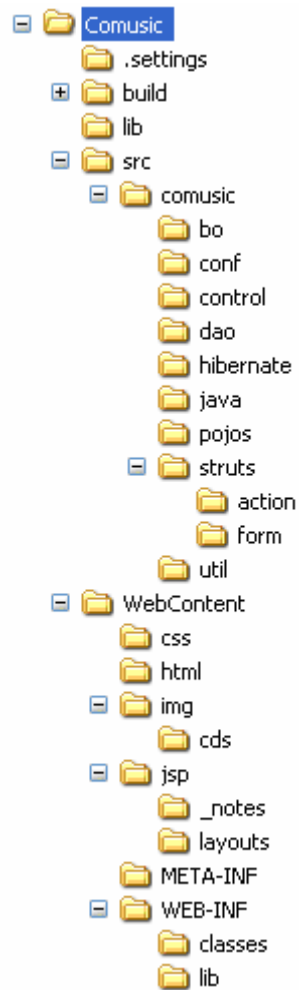 Comusic
.settings
build
lib
src
comusic
bo
conf
control
dao
hibernate
java
pojos
struts
action
form
util
WebContent
css
html
img
cds
jsp
_notes
layouts
META-INF
WEB-INF
classes
lib